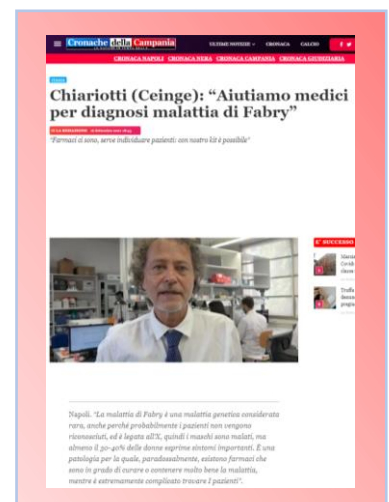 Cronache della Campania
ULTIME NOTIZIE CRONACA CALCIO
CRONACA NAPOLI CRONACA NERA CRONACA CAMPANIA CRONACA GIUDIZIARIA
Chiariotti (Ceinge): “Aiutiamo medici
per diagnosi malattia di Fabry”
"Farmaci ci sono, serve individuare pazienti: con nostro kit è possibile"
E' SUCCESSO
Napoli. "La malattia di Fabry è una malattia genetica considerata
rara, anche perché probabilmente i pazienti non vengono
riconosciuti, ed è legata all'X, quindi i maschi sono malati, ma
almeno il 30-40% delle donne esprime sintomi importanti. È una
patologia per la quale, paradossalmente, esistono farmaci che
sono in grado di curare o contenere molto bene la malattia,
mentre è estremamente complicato trovare I pazienti".